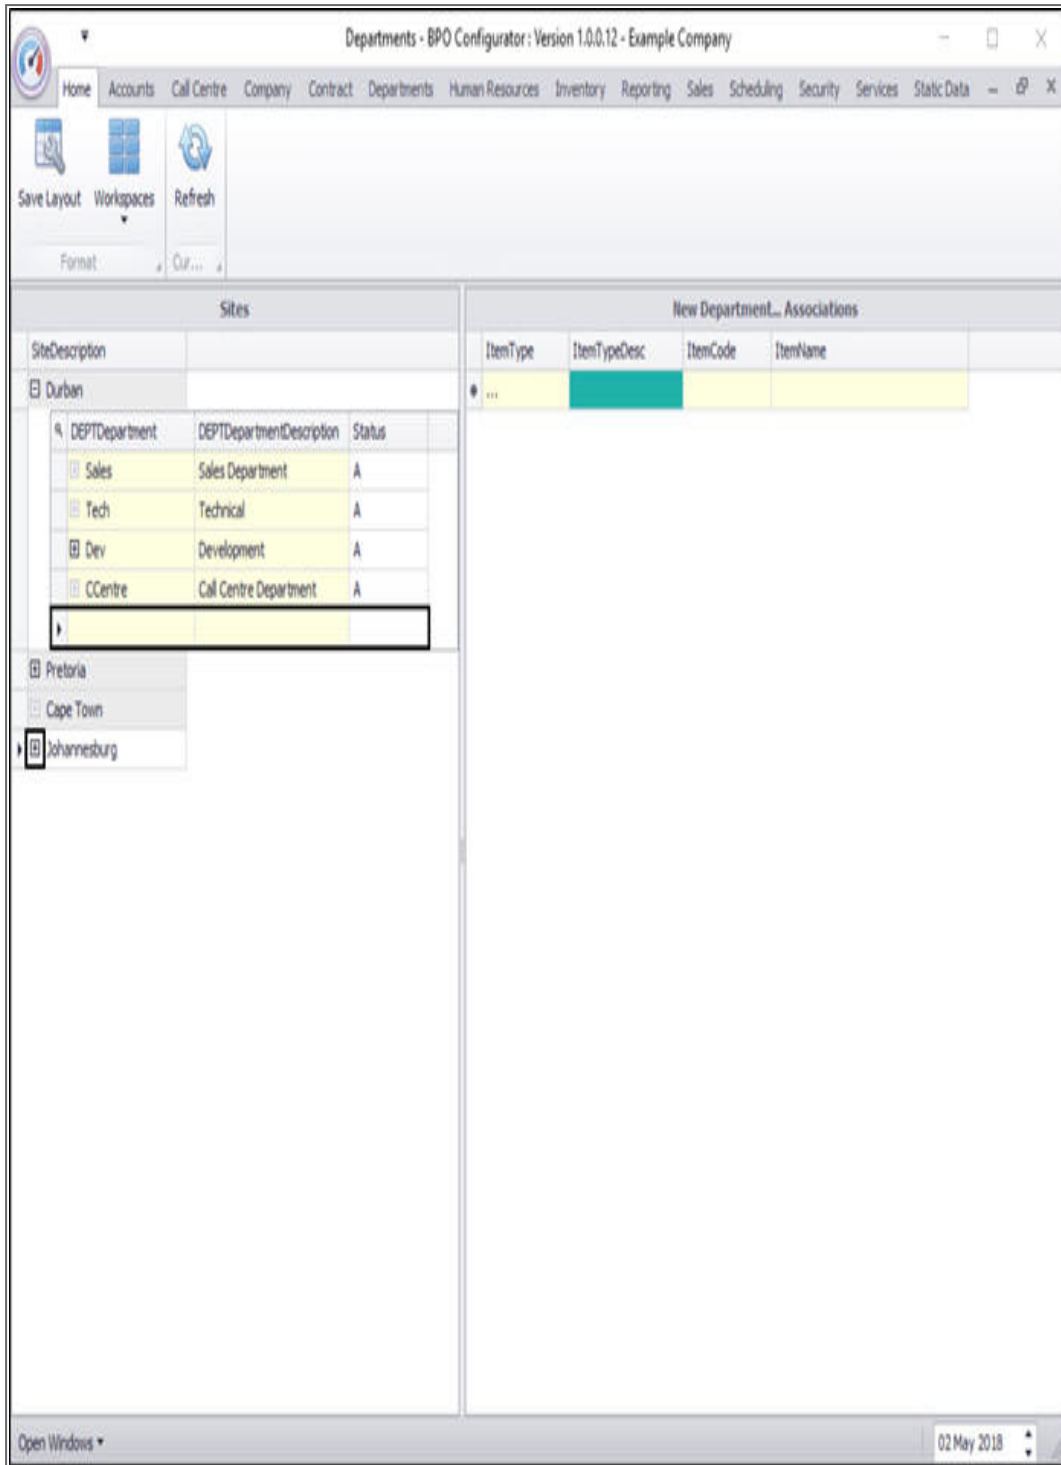 Departments - BPO Configurator : Version 1.0.0.12 - Example Company
Home Accounts Call Centre Company Contract Departments Human Resources Inventory Reporting Sales Scheduling Security Services Static Data
Save Layout Workspaces Refresh
Format Cur...
Sites New Department... Associations
SiteDescription ItemType ItemTypeDesc ItemCode ItemName
Durban ...
DEPTDepartment DEPTDepartmentDescription Status
Sales Sales Department A
Tech Technical A
Dev Development A
CCentre Call Centre Department A
Pretoria
Cape Town
Johannesburg
Open Windows 02 May 2018